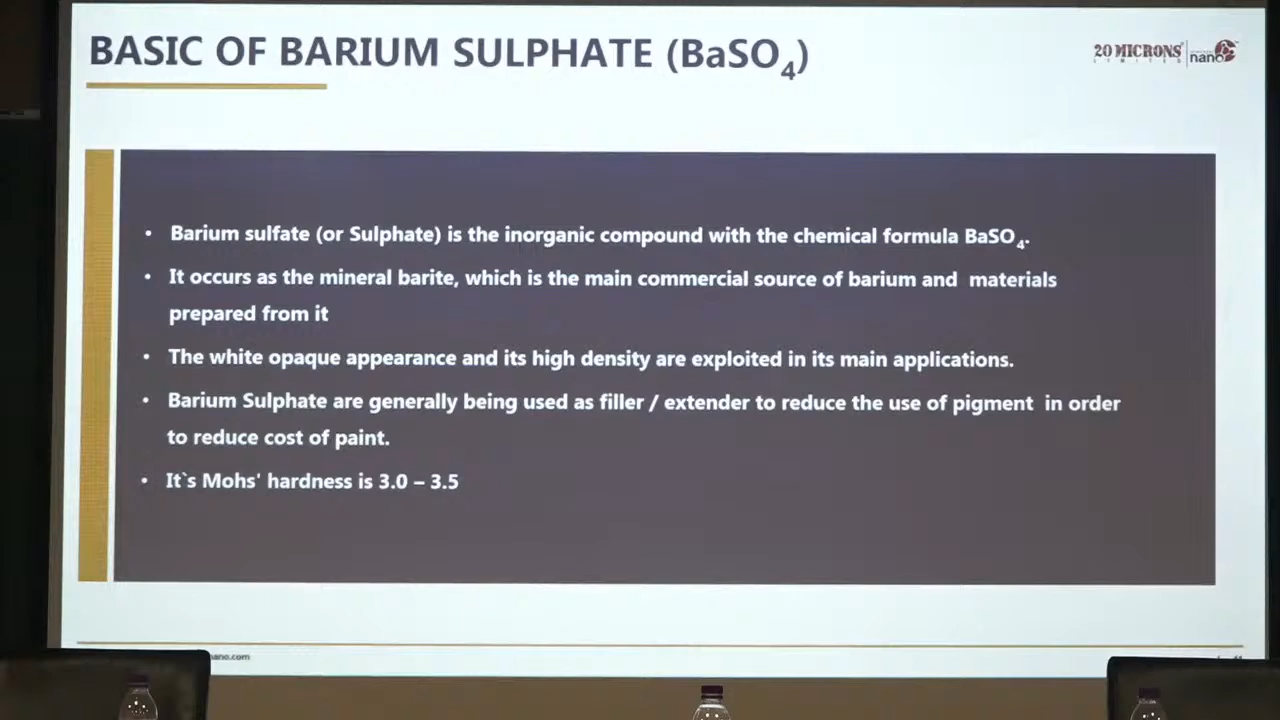 BASIC OF BARIUM SULPHATE (BaSO₄)
20 MICRONS
LIMITED
nano
• Barium sulfate (or Sulphate) is the inorganic compound with the chemical formula BaSO₄.
• It occurs as the mineral barite, which is the main commercial source of barium and materials
prepared from it
• The white opaque appearance and its high density are exploited in its main applications.
• Barium Sulphate are generally being used as filler / extender to reduce the use of pigment in order
to reduce cost of paint.
• It`s Mohs' hardness is 3.0 – 3.5
nano.com